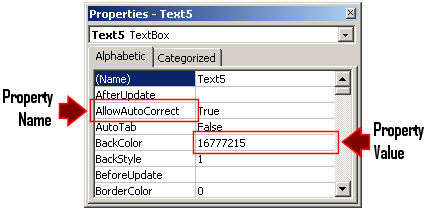 Properties - Text5
Text5 TextBox
Alphabetic Categorized
(Name) Text5
AfterUpdate
Property Name
AllowAutoCorrect True
AutoTab False
BackColor 16777215
Property Value
BackStyle 1
BeforeUpdate
BorderColor 0